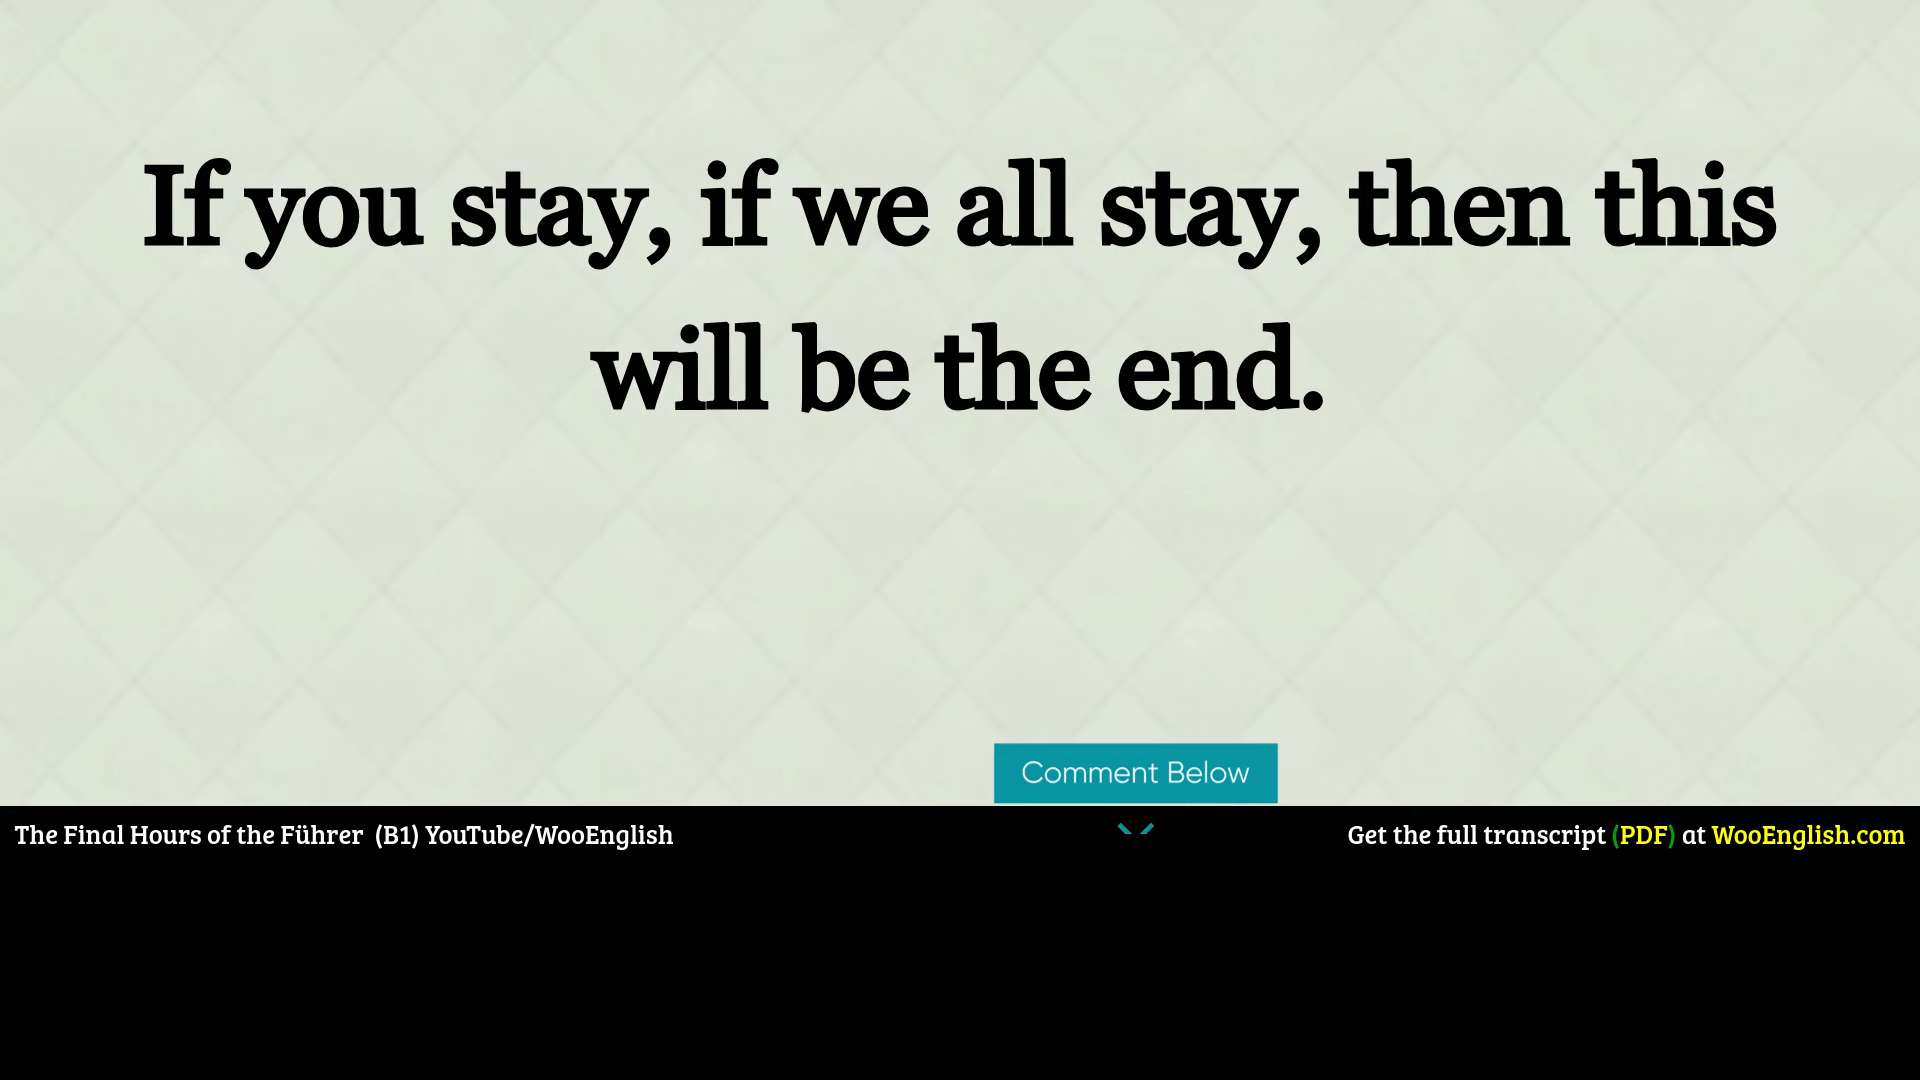 If you stay, if we all stay, then this
will be the end.
Comment Below
The Final Hours of the Führer (B1) YouTube/WooEnglish
Get the full transcript (PDF) at WooEnglish.com